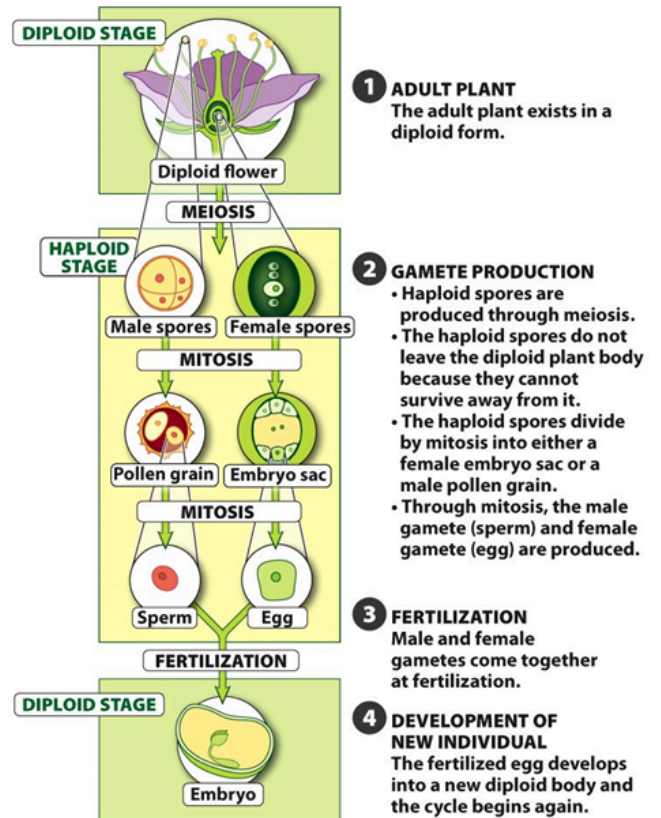 DIPLOID STAGE
Diploid flower
1 ADULT PLANT
The adult plant exists in a
diploid form.
MEIOSIS
HAPLOID
STAGE
Male spores
Female spores
MITOSIS
Pollen grain
Embryo sac
MITOSIS
Sperm
Egg
2 GAMETE PRODUCTION
• Haploid spores are
produced through meiosis.
• The haploid spores do not
leave the diploid plant body
because they cannot
survive away from it.
• The haploid spores divide
by mitosis into either a
female embryo sac or a
male pollen grain.
• Through mitosis, the male
gamete (sperm) and female
gamete (egg) are produced.
FERTILIZATION
3 FERTILIZATION
Male and female
gametes come together
at fertilization.
DIPLOID STAGE
Embryo
4 DEVELOPMENT OF
NEW INDIVIDUAL
The fertilized egg develops
into a new diploid body and
the cycle begins again.